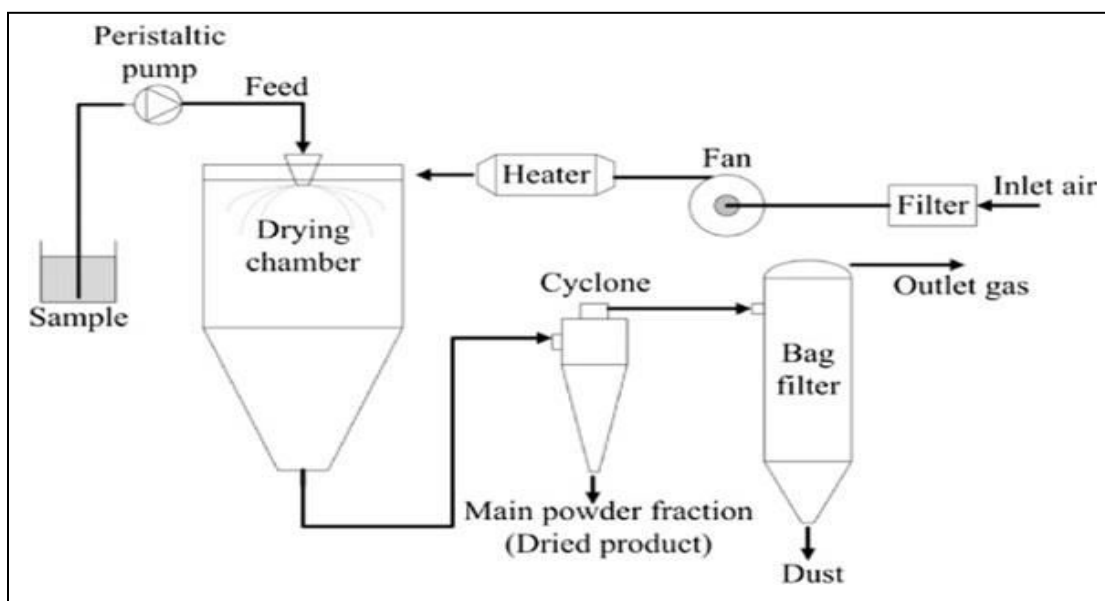 Peristaltic
pump
Feed
Fan
Heater
Filter
Inlet air
Drying
chamber
Sample
Cyclone
Outlet gas
Bag
filter
Main powder fraction
(Dried product)
Dust